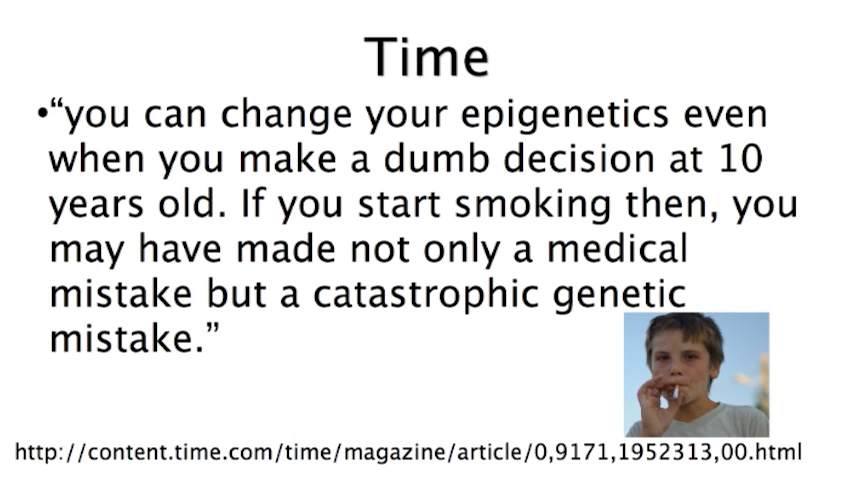 Time
•“you can change your epigenetics even
when you make a dumb decision at 10
years old. If you start smoking then, you
may have made not only a medical
mistake but a catastrophic genetic
mistake.”
http://content.time.com/time/magazine/article/0,9171,1952313,00.html